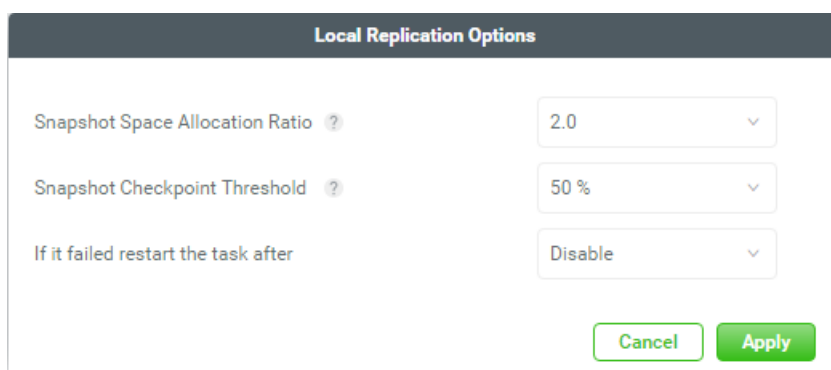 Local Replication Options
Snapshot Space Allocation Ratio ? 2.0
Snapshot Checkpoint Threshold ? 50 %
If it failed restart the task after Disable
Cancel Apply